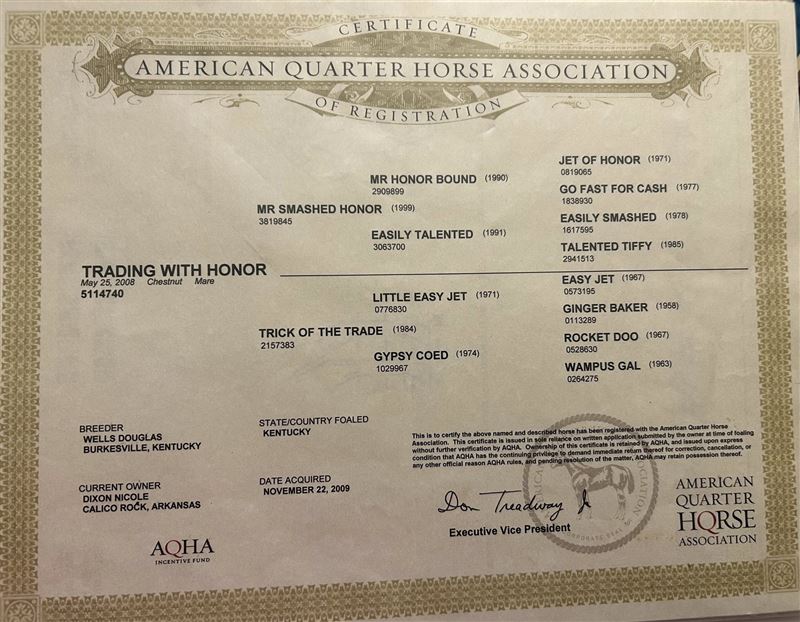 CERTIFICATE
AMERICAN QUARTER HORSE ASSOCIATION
OF REGISTRATION
JET OF HONOR (1971)
0819065
MR HONOR BOUND (1990)
2909899
GO FAST FOR CASH (1977)
1838930
MR SMASHED HONOR (1999)
3819845
EASILY SMASHED (1978)
1617595
EASILY TALENTED (1991)
3063700
TALENTED TIFFY (1985)
2941513
TRADING WITH HONOR
May 25, 2008 Chestnut Mare
5114740
EASY JET (1967)
0573195
LITTLE EASY JET (1971)
0776830
GINGER BAKER (1958)
0113289
TRICK OF THE TRADE (1984)
2157383
ROCKET DOO (1967)
0528630
GYPSY COED (1974)
1029967
WAMPUS GAL (1963)
0264275
BREEDER
WELLS DOUGLAS
BURKESVILLE, KENTUCKY
STATE/COUNTRY FOALED
KENTUCKY
CURRENT OWNER
DIXON NICOLE
CALICO ROCK, ARKANSAS
DATE ACQUIRED
NOVEMBER 22, 2009
This is to certify the above named and described horse has been registered with the American Quarter Horse
Association. This certificate is issued in sole reliance on written application submitted by the owner at time of foaling
without further verification by AQHA. Ownership of this certificate is retained by AQHA, and issued upon express
condition that AQHA has the continuing privilege to demand immediate return thereof for correction, cancellation, or
any other official reason AQHA rules, and pending resolution of the matter, AQHA may retain possession thereof.
Don Treadway Jr
Executive Vice President
CORPORATE SEAL
AQHA
INCENTIVE FUND
AMERICAN
QUARTER
HORSE
ASSOCIATION